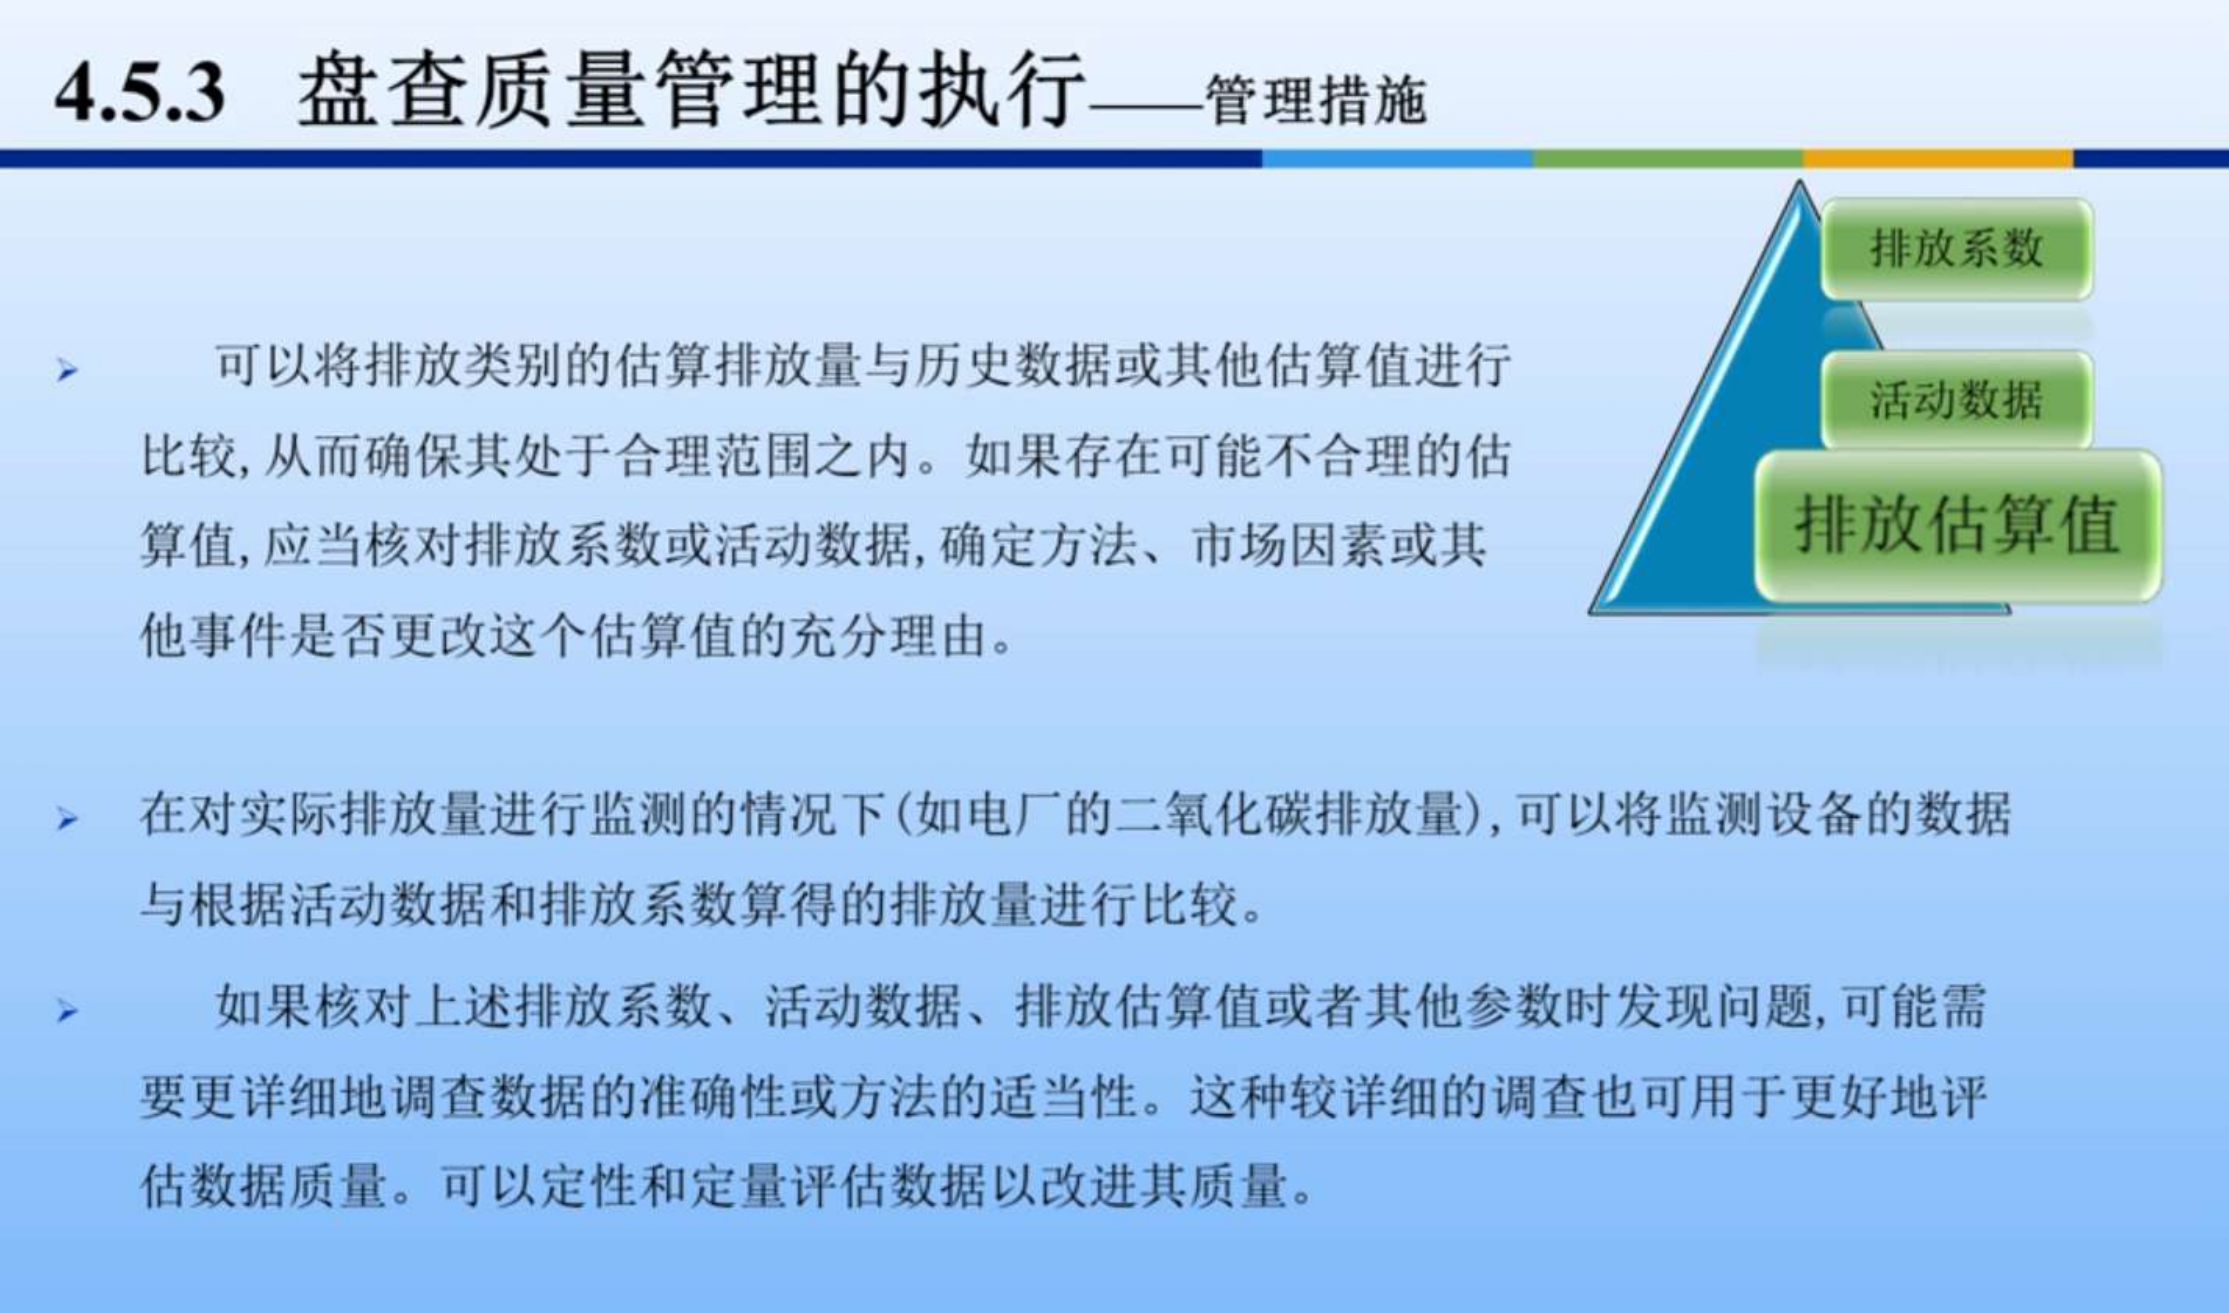 4.5.3 盘查质量管理的执行——管理措施
排放系数
活动数据
排放估算值
可以将排放类别的估算排放量与历史数据或其他估算值进行
比较,从而确保其处于合理范围之内。如果存在可能不合理的估
算值,应当核对排放系数或活动数据,确定方法、市场因素或其
他事件是否更改这个估算值的充分理由。
在对实际排放量进行监测的情况下(如电厂的二氧化碳排放量),可以将监测设备的数据
与根据活动数据和排放系数算得的排放量进行比较。
如果核对上述排放系数、活动数据、排放估算值或者其他参数时发现问题,可能需
要更详细地调查数据的准确性或方法的适当性。这种较详细的调查也可用于更好地评
估数据质量。可以定性和定量评估数据以改进其质量。